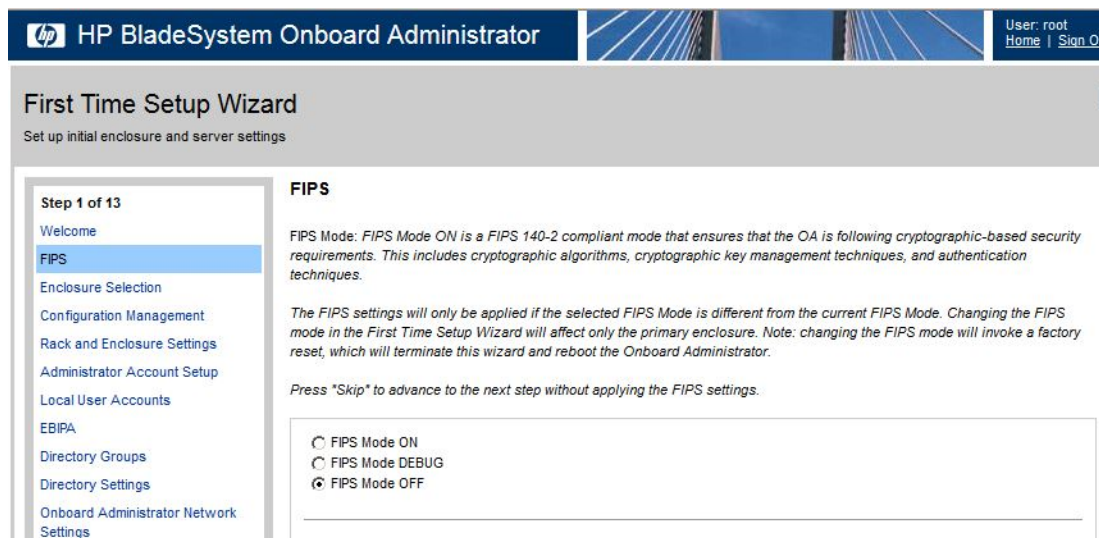 hp HP BladeSystem Onboard Administrator
User: root
Home | Sign O
First Time Setup Wizard
Set up initial enclosure and server settings
Step 1 of 13
Welcome
FIPS
Enclosure Selection
Configuration Management
Rack and Enclosure Settings
Administrator Account Setup
Local User Accounts
EBIPA
Directory Groups
Directory Settings
Onboard Administrator Network
Settings
FIPS
FIPS Mode: FIPS Mode ON is a FIPS 140-2 compliant mode that ensures that the OA is following cryptographic-based security
requirements. This includes cryptographic algorithms, cryptographic key management techniques, and authentication
techniques.
The FIPS settings will only be applied if the selected FIPS Mode is different from the current FIPS Mode. Changing the FIPS
mode in the First Time Setup Wizard will affect only the primary enclosure. Note: changing the FIPS mode will invoke a factory
reset, which will terminate this wizard and reboot the Onboard Administrator.
Press "Skip" to advance to the next step without applying the FIPS settings.
FIPS Mode ON
FIPS Mode DEBUG
FIPS Mode OFF